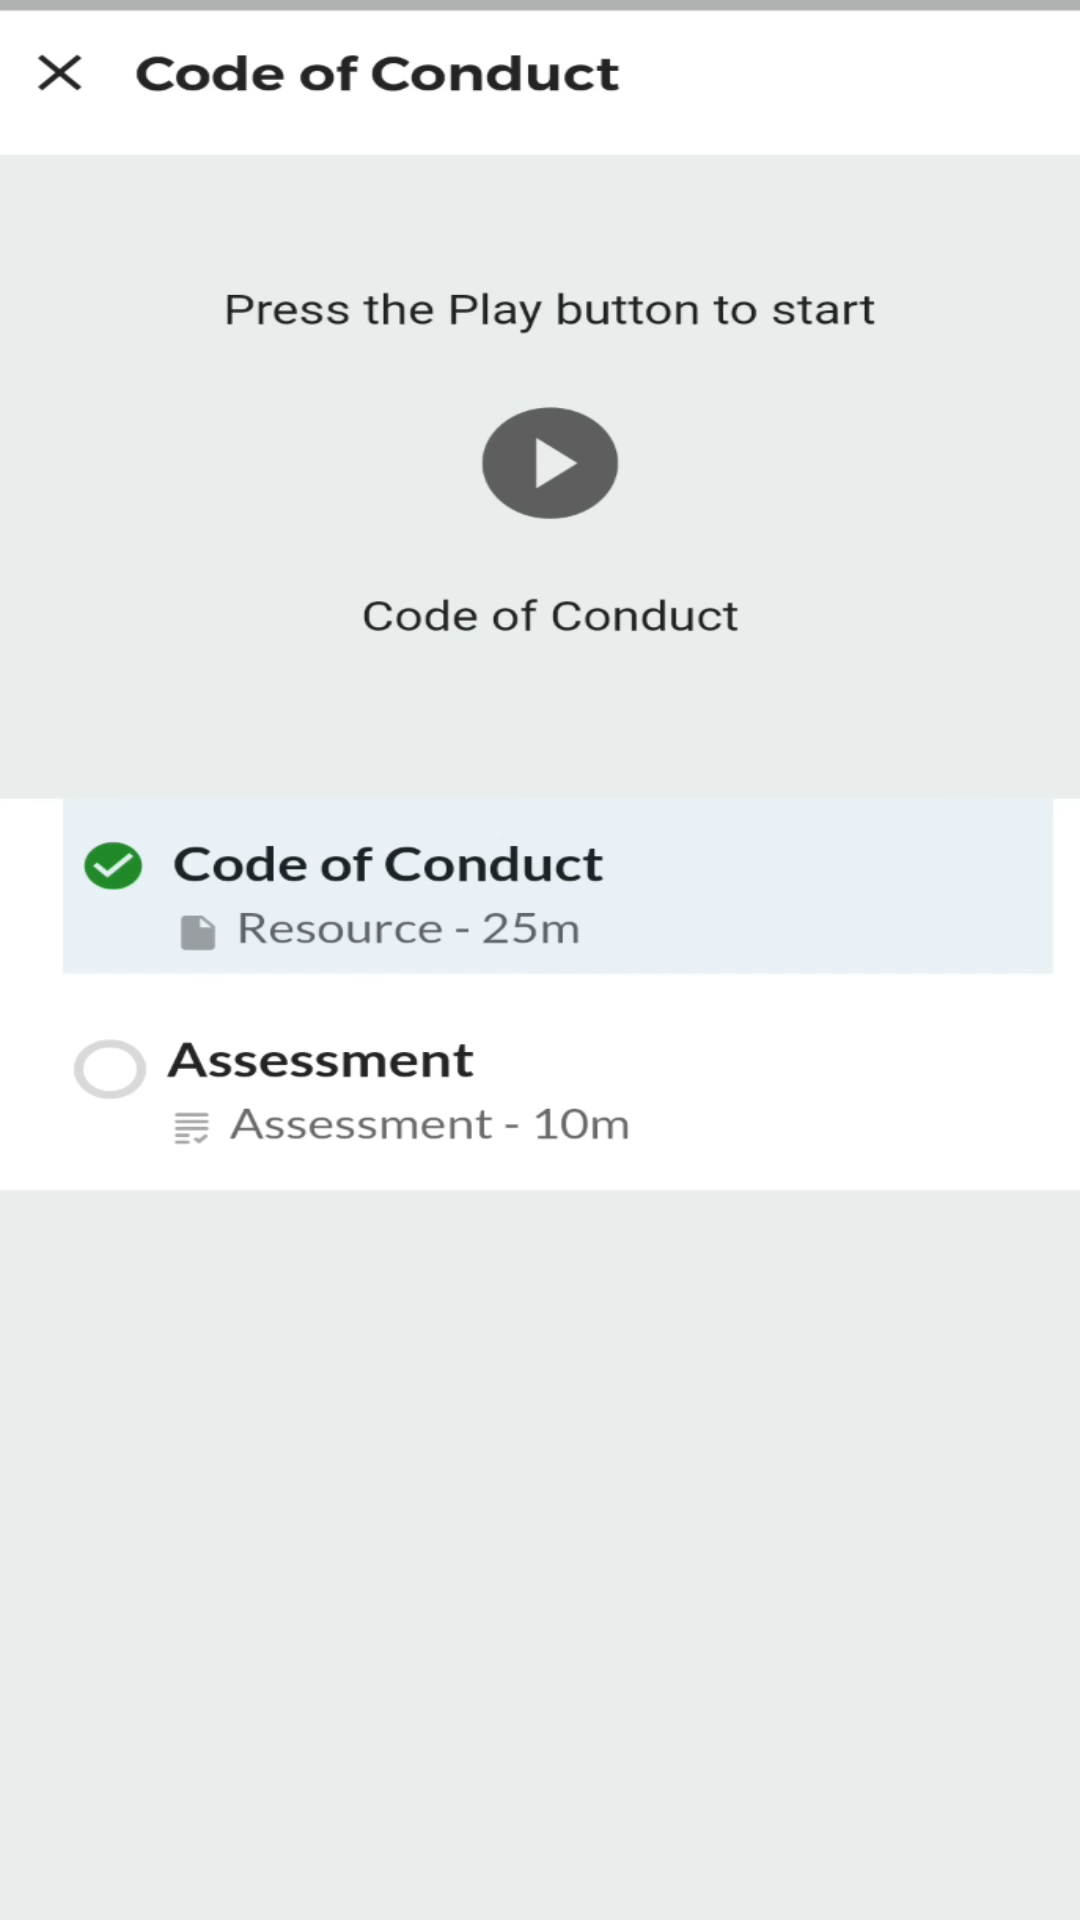 Code of Conduct
Press the Play button to start
Code of Conduct
Code of Conduct
Resource - 25m
Assessment
Assessment - 10m